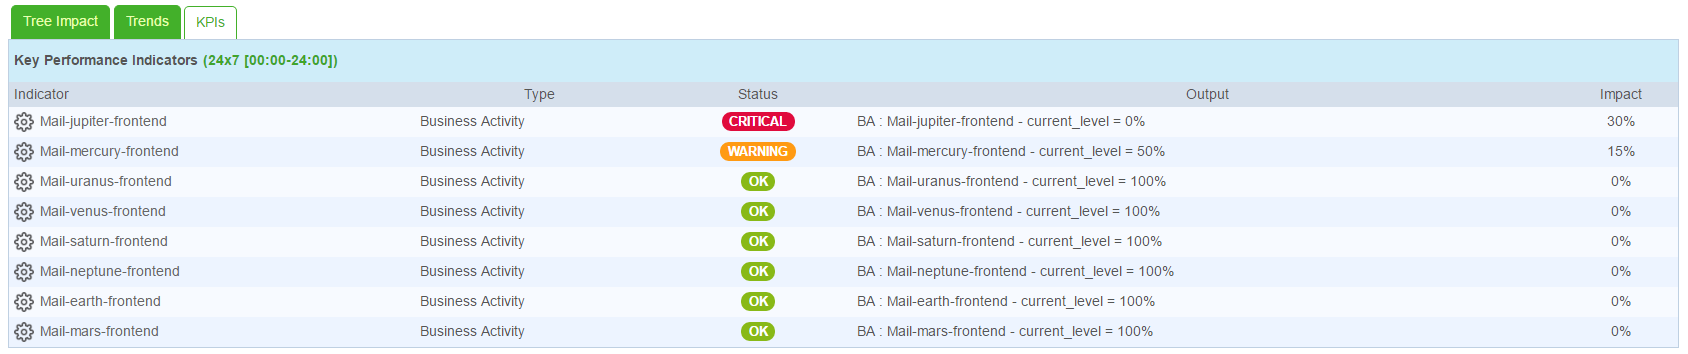 Tree Impact Trends KPIs
Key Performance Indicators (24x7 [00:00-24:00])
Indicator Type Status Output Impact
Mail-jupiter-frontend Business Activity CRITICAL BA : Mail-jupiter-frontend - current_level = 0% 30%
Mail-mercury-frontend Business Activity WARNING BA : Mail-mercury-frontend - current_level = 50% 15%
Mail-uranus-frontend Business Activity OK BA : Mail-uranus-frontend - current_level = 100% 0%
Mail-venus-frontend Business Activity OK BA : Mail-venus-frontend - current_level = 100% 0%
Mail-saturn-frontend Business Activity OK BA : Mail-saturn-frontend - current_level = 100% 0%
Mail-neptune-frontend Business Activity OK BA : Mail-neptune-frontend - current_level = 100% 0%
Mail-earth-frontend Business Activity OK BA : Mail-earth-frontend - current_level = 100% 0%
Mail-mars-frontend Business Activity OK BA : Mail-mars-frontend - current_level = 100% 0%